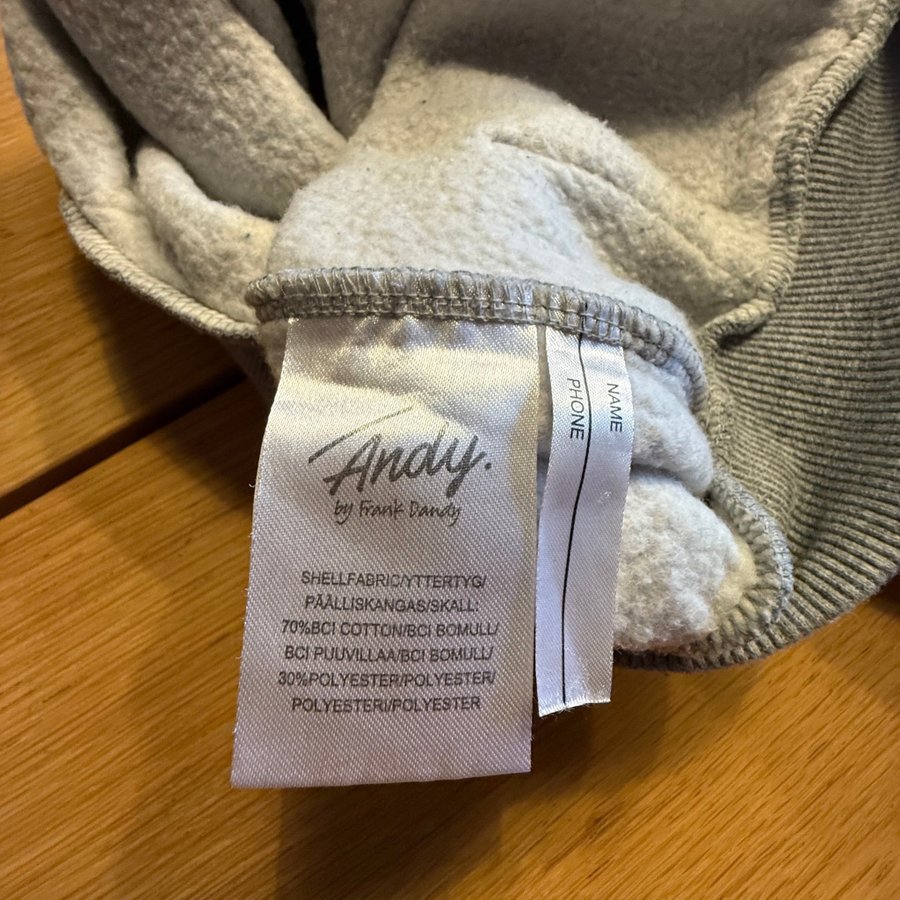 Andy.
by Frank Dandy
SHELLFABRIC/YTTERTYG/
PÄÄLLISKANGAS/SKALL:
70%BCI COTTON/BCI BOMULL/
BCI PUUVILLAA/BCI BOMULL/
30%POLYESTER/POLYESTER/
POLYESTERI/POLYESTER
NAME
PHONE